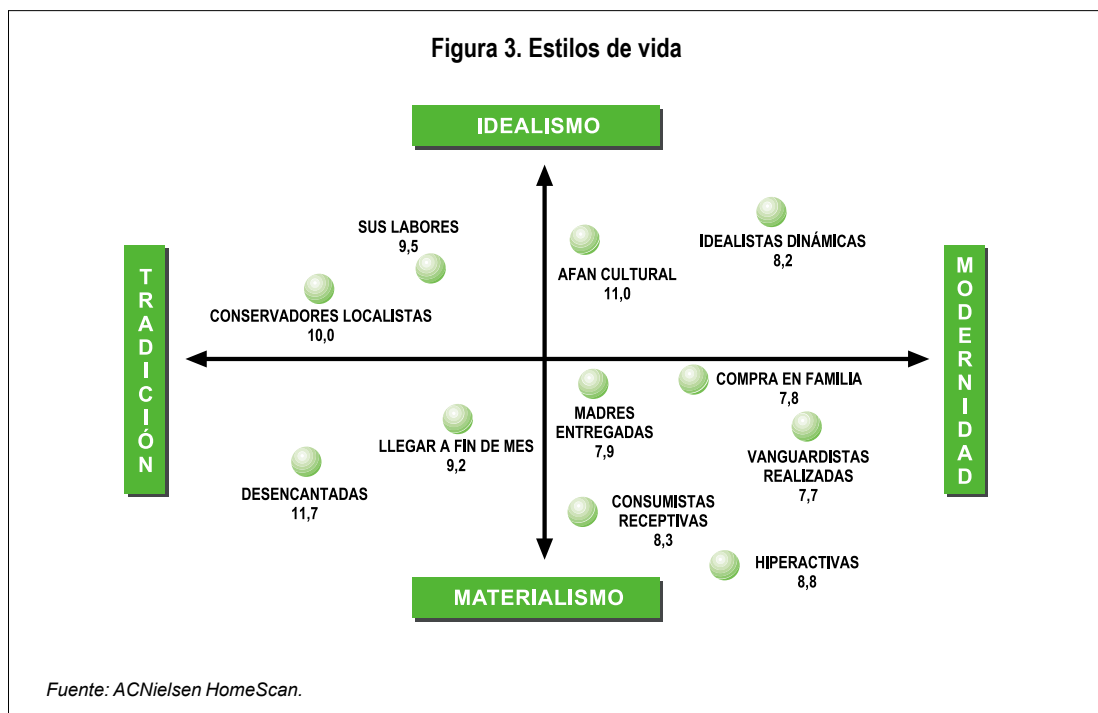 Figura 3. Estilos de vida
IDEALISMO
SUS LABORES
9,5
AFAN CULTURAL
11,0
IDEALISTAS DINÁMICAS
8,2
CONSERVADORES LOCALISTAS
10,0
TRADICIÓN
MODERNIDAD
COMPRA EN FAMILIA
7,8
MADRES
ENTREGADAS
7,9
LLEGAR A FIN DE MES
9,2
VANGUARDISTAS
REALIZADAS
7,7
DESENCANTADAS
11,7
CONSUMISTAS
RECEPTIVAS
8,3
HIPERACTIVAS
8,8
MATERIALISMO
Fuente: ACNielsen HomeScan.